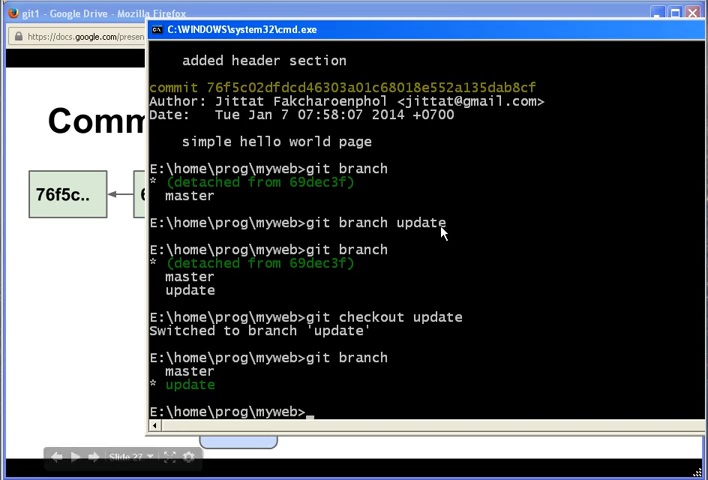 git1 - Google Drive - Mozilla Firefox
https://docs.google.com/presen
C:\WINDOWS\system32\cmd.exe
Comm
76f5c..
6
added header section
commit 76f5c02dfdcd46303a01c68018e552a135dab8cf
Author: Jittat Fakcharoenphol <jittat@gmail.com>
Date:   Tue Jan 7 07:58:07 2014 +0700
simple hello world page
E:\home\prog\myweb>git branch
* (detached from 69dec3f)
master
E:\home\prog\myweb>git branch update
E:\home\prog\myweb>git branch
* (detached from 69dec3f)
master
update
E:\home\prog\myweb>git checkout update
Switched to branch 'update'
E:\home\prog\myweb>git branch
master
* update
E:\home\prog\myweb>_
Slide 27